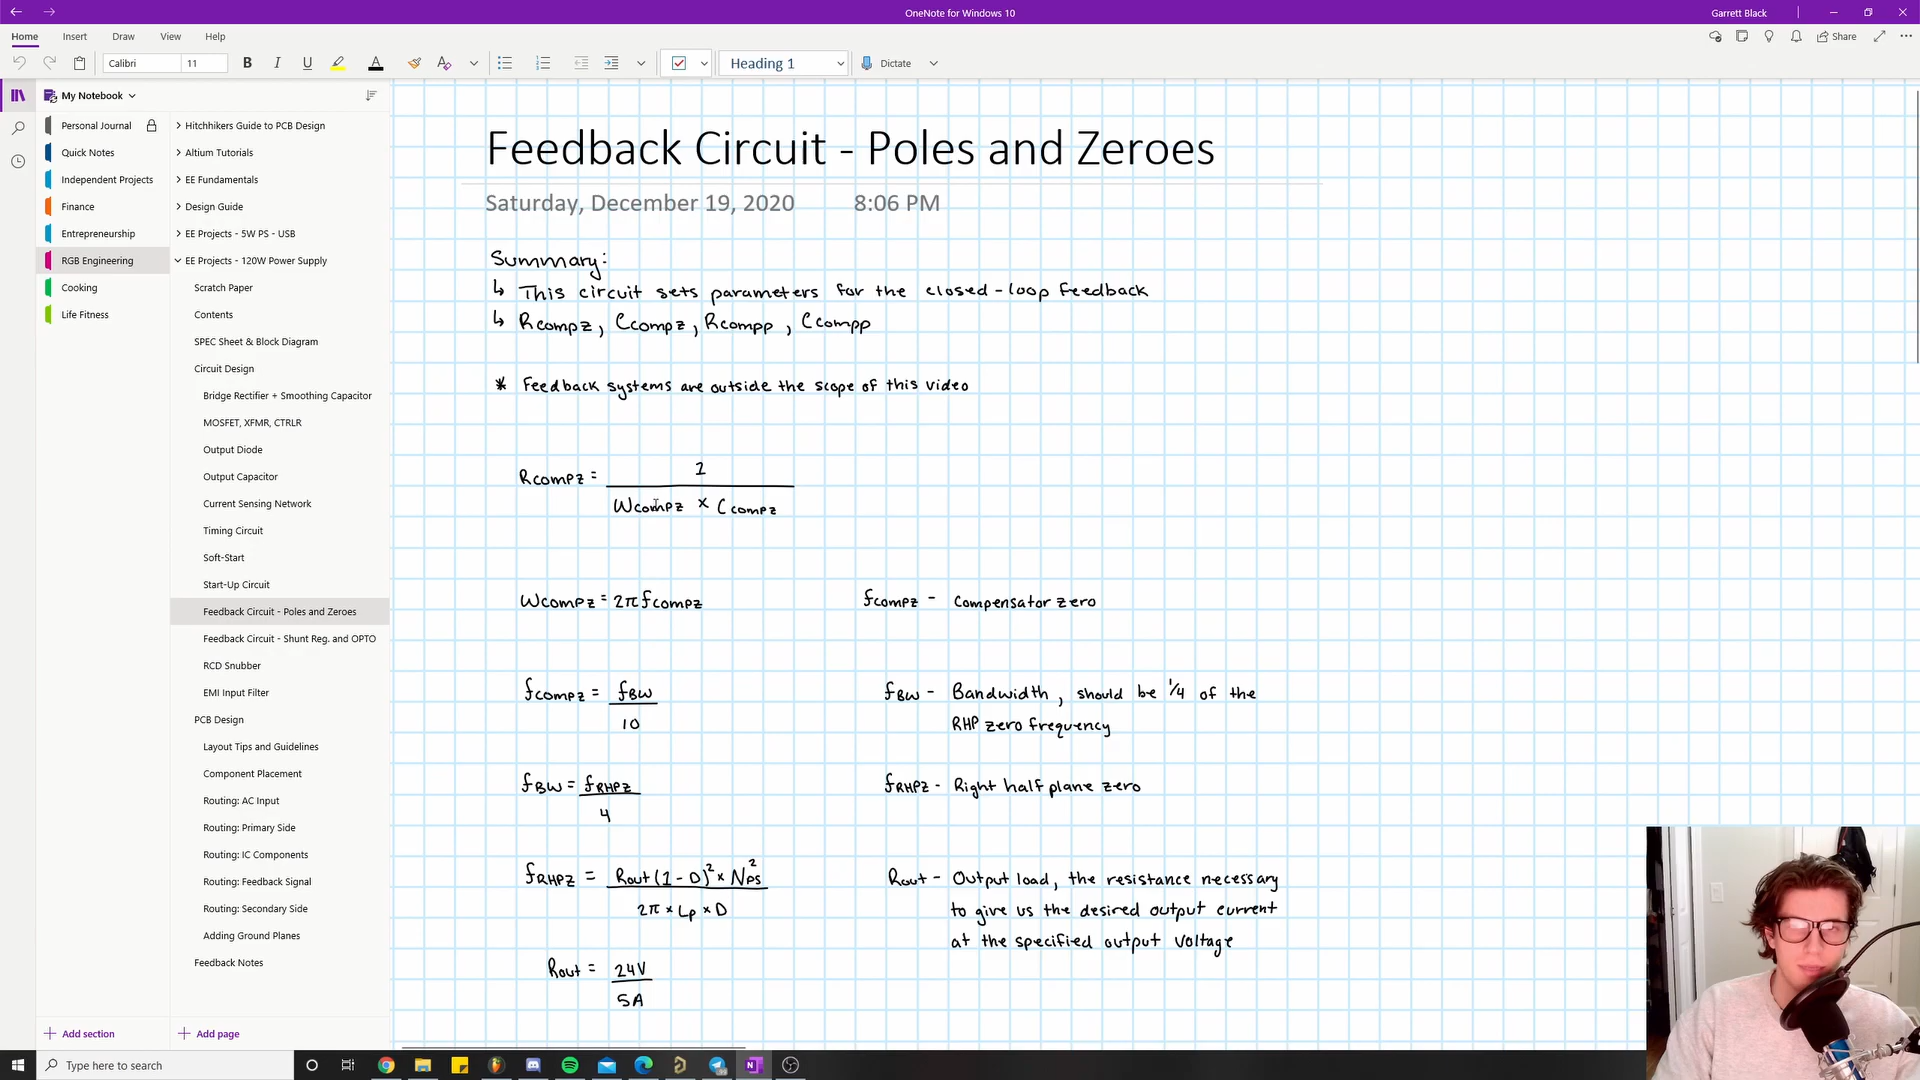 OneNote for Windows 10
Garrett Black
Home
Insert
Draw
View
Help
Share
Calibri
11
B
I
U
A
Heading 1
Dictate
My Notebook
Personal Journal
Quick Notes
Independent Projects
Finance
Entrepreneurship
RGB Engineering
Cooking
Life Fitness
Add section
Hitchhikers Guide to PCB Design
Altium Tutorials
EE Fundamentals
Design Guide
EE Projects - 5W PS - USB
EE Projects - 120W Power Supply
Scratch Paper
Contents
SPEC Sheet & Block Diagram
Circuit Design
Bridge Rectifier + Smoothing Capacitor
MOSFET, XFMR, CTRLR
Output Diode
Output Capacitor
Current Sensing Network
Timing Circuit
Soft-Start
Start-Up Circuit
Feedback Circuit - Poles and Zeroes
Feedback Circuit - Shunt Reg. and OPTO
RCD Snubber
EMI Input Filter
PCB Design
Layout Tips and Guidelines
Component Placement
Routing: AC Input
Routing: Primary Side
Routing: IC Components
Routing: Feedback Signal
Routing: Secondary Side
Adding Ground Planes
Feedback Notes
Add page
Feedback Circuit - Poles and Zeroes
Saturday, December 19, 2020 8:06 PM
Summary:
↳ This circuit sets parameters for the closed-loop feedback
↳ Rcompz, Ccompz, Rcompp, Ccompp
* Feedback systems are outside the scope of this video
1
Rcompz =
Wcompz × Ccompz
Wcompz = 2π fcompz
fcompz - Compensator zero
fcompz = fBW
10
fBW - Bandwidth, should be 1/4 of the
RHP zero frequency
fBW = fRHPZ
4
fRHPZ - Right half plane zero
fRHPZ = Rout (1 - D)² × NPS²
2π × Lp × D
Rout - Output load, the resistance necessary
to give us the desired output current
at the specified output voltage
Rout = 24V
5A
Type here to search